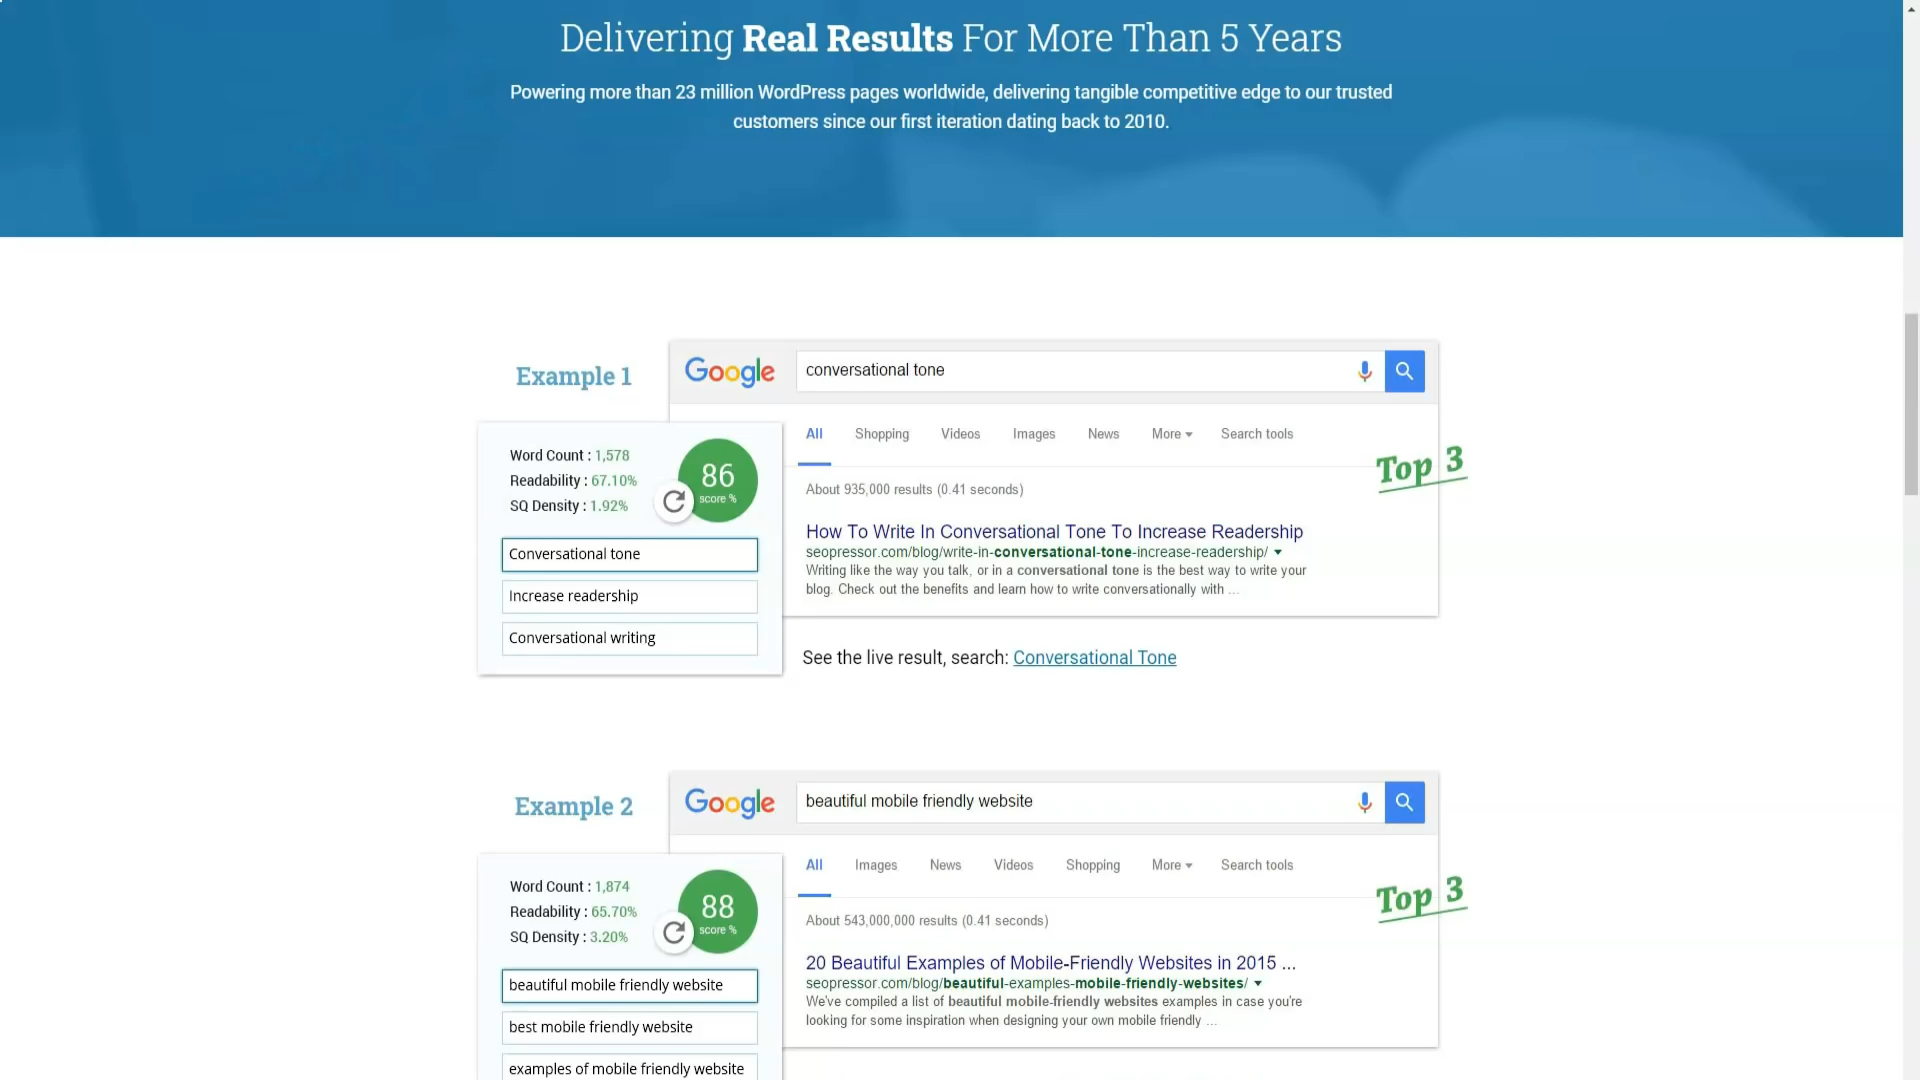 Delivering Real Results For More Than 5 Years
Powering more than 23 million WordPress pages worldwide, delivering tangible competitive edge to our trusted
customers since our first iteration dating back to 2010.
Example 1
Google
conversational tone
All Shopping Videos Images News More Search tools
Top 3
Word Count : 1,578
Readability : 67.10%
SQ Density : 1.92%
86
score %
Conversational tone
Increase readership
Conversational writing
About 935,000 results (0.41 seconds)
How To Write In Conversational Tone To Increase Readership
seopressor.com/blog/write-in-conversational-tone-increase-readership/
Writing like the way you talk, or in a conversational tone is the best way to write your
blog. Check out the benefits and learn how to write conversationally with ...
See the live result, search: Conversational Tone
Example 2
Google
beautiful mobile friendly website
All Images News Videos Shopping More Search tools
Top 3
Word Count : 1,874
Readability : 65.70%
SQ Density : 3.20%
88
score %
beautiful mobile friendly website
best mobile friendly website
examples of mobile friendly website
About 543,000,000 results (0.41 seconds)
20 Beautiful Examples of Mobile-Friendly Websites in 2015 ...
seopressor.com/blog/beautiful-examples-mobile-friendly-websites/
We've compiled a list of beautiful mobile-friendly websites examples in case you're
looking for some inspiration when designing your own mobile friendly ...